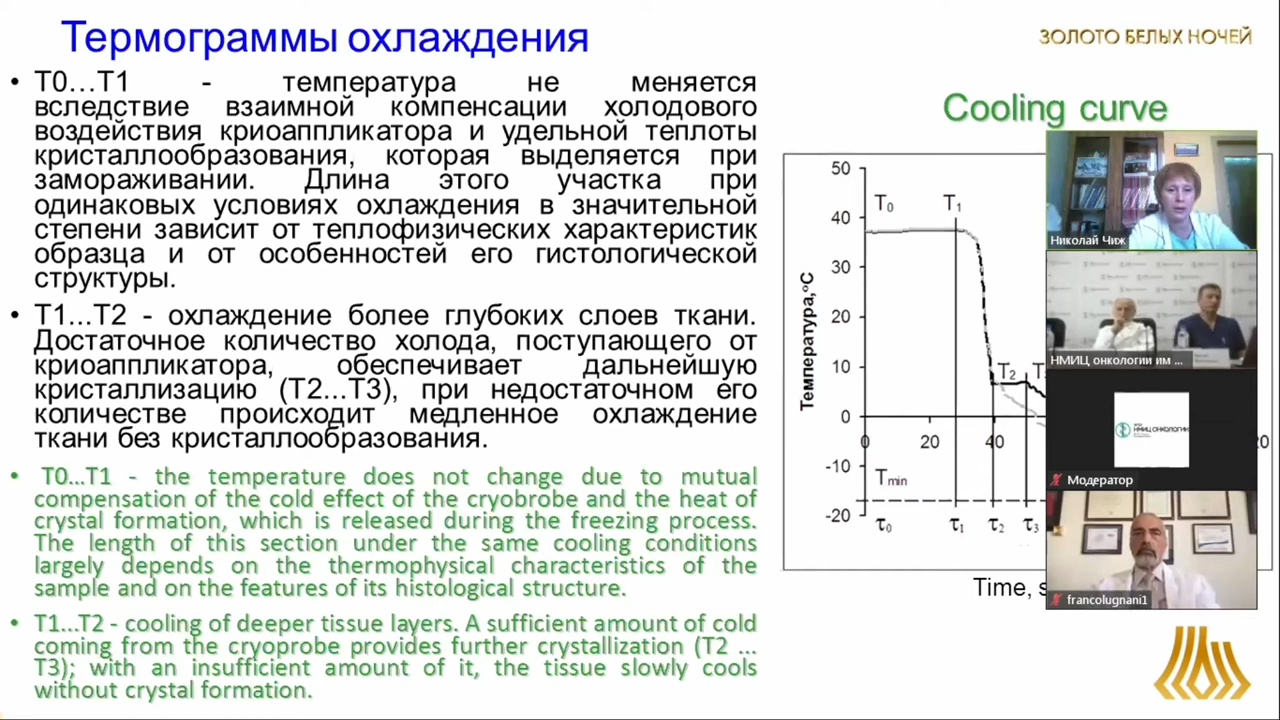 Термограммы охлаждения
ЗОЛОТО БЕЛЫХ НОЧЕЙ
• T0…T1 - температура не меняется
вследствие взаимной компенсации холодового
воздействия криоаппликатора и удельной теплоты
кристаллообразования, которая выделяется при
замораживании. Длина этого участка при
одинаковых условиях охлаждения в значительной
степени зависит от теплофизических характеристик
образца и от особенностей его гистологической
структуры.
• T1...T2 - охлаждение более глубоких слоев ткани.
Достаточное количество холода, поступающего от
криоаппликатора, обеспечивает дальнейшую
кристаллизацию (T2...T3), при недостаточном его
количестве происходит медленное охлаждение
ткани без кристаллообразования.
• T0...T1 - the temperature does not change due to mutual
compensation of the cold effect of the cryobrobe and the heat of
crystal formation, which is released during the freezing process.
The length of this section under the same cooling conditions
largely depends on the thermophysical characteristics of the
sample and on the features of its histological structure.
• T1...T2 - cooling of deeper tissue layers. A sufficient amount of cold
coming from the cryoprobe provides further crystallization (T2 ...
T3); with an insufficient amount of it, the tissue slowly cools
without crystal formation.
Cooling curve
Температура,°C
50
T0 T1
40
30
20
10
T2 T
0
0 20 40 20
-10
Tmin
-20
τ0 τ1 τ2 τ3
Time, s
Николай Чиж
НМИЦ онкологии им ...
НМИЦ ОНКОЛОГИИ
Модератор
francolugnani1